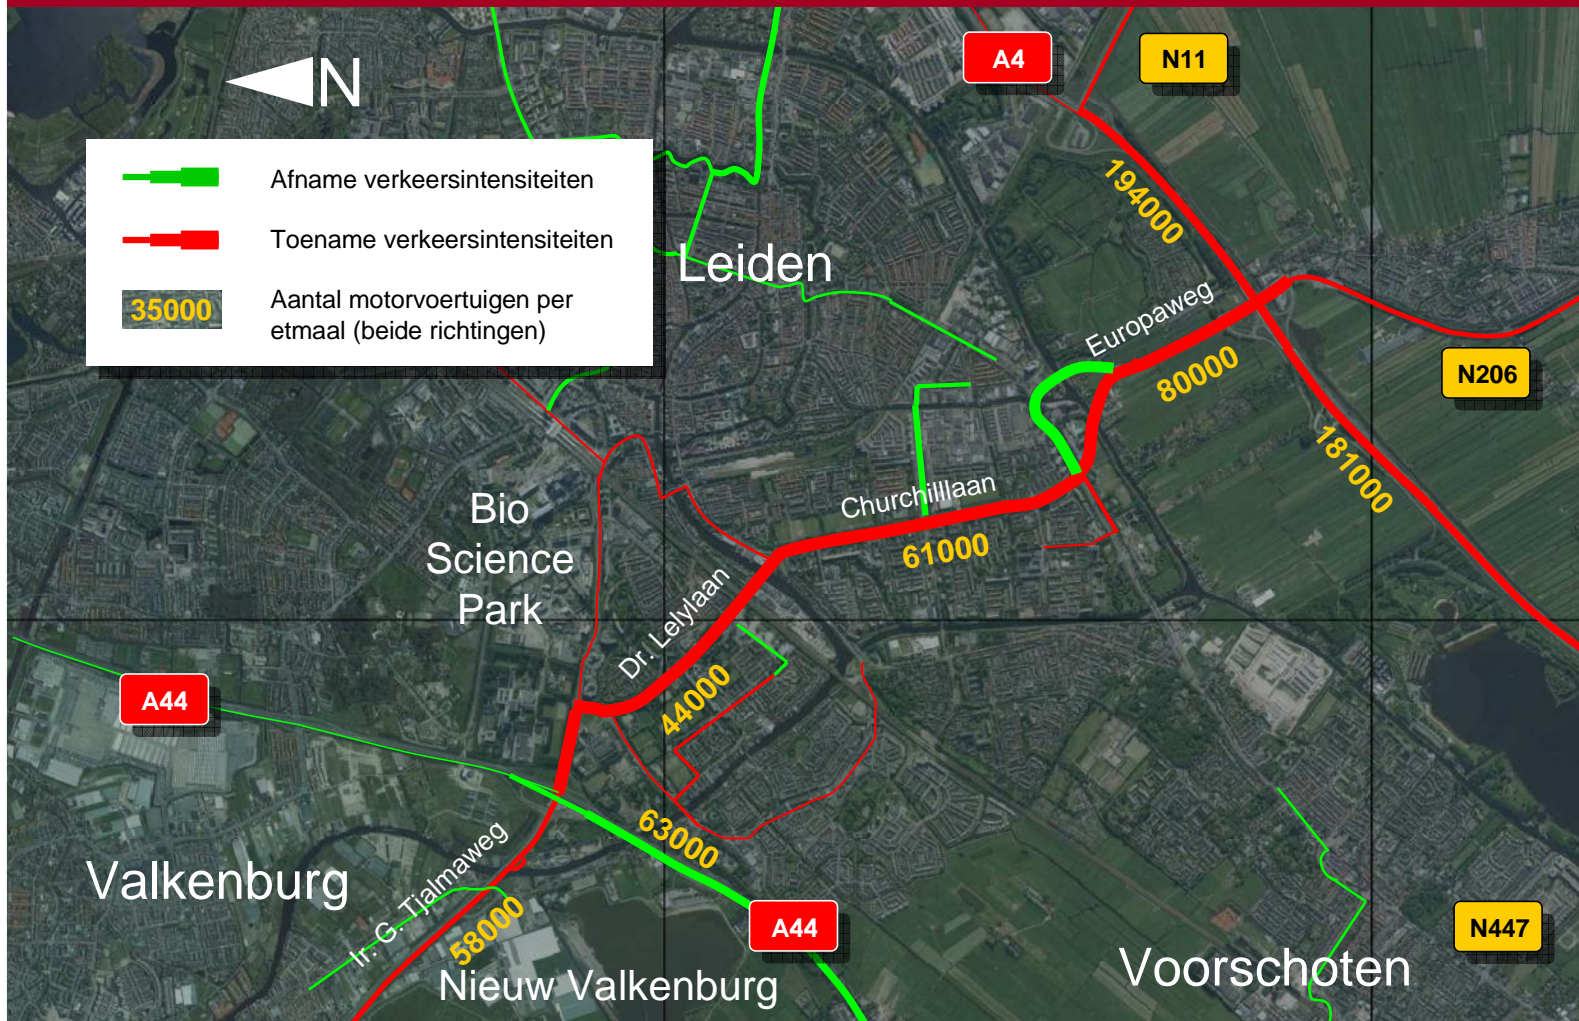 A4
N11
N
Afname verkeersintensiteiten
Toename verkeersintensiteiten
35000
Aantal motorvoertuigen per
etmaal (beide richtingen)
194000
Leiden
Europaweg
80000
N206
181000
Churchilllaan
61000
Bio
Science
Park
Dr. Lelylaan
44000
A44
63000
Valkenburg
Ir. G. Tjalmaweg
58000
A44
N447
Nieuw Valkenburg
Voorschoten